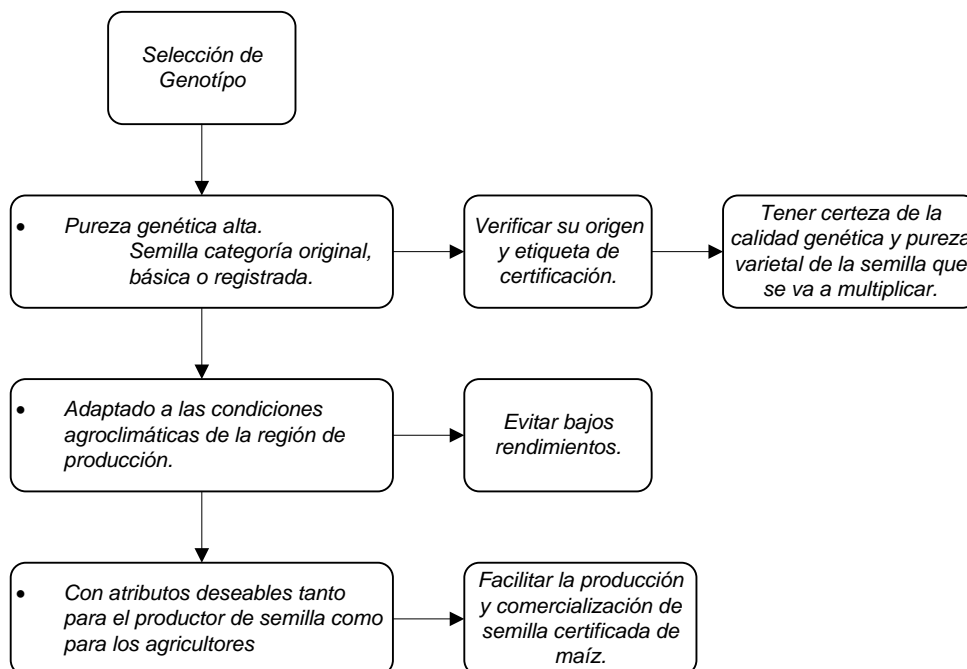 Selección de
Genotípo
• Pureza genética alta.
Semilla categoría original,
básica o registrada.
Verificar su origen
y etiqueta de
certificación.
Tener certeza de la
calidad genética y pureza
varietal de la semilla que
se va a multiplicar.
• Adaptado a las condiciones
agroclimáticas de la región de
producción.
Evitar bajos
rendimientos.
• Con atributos deseables tanto
para el productor de semilla como
para los agricultores
Facilitar la producción
y comercialización de
semilla certificada de
maíz.